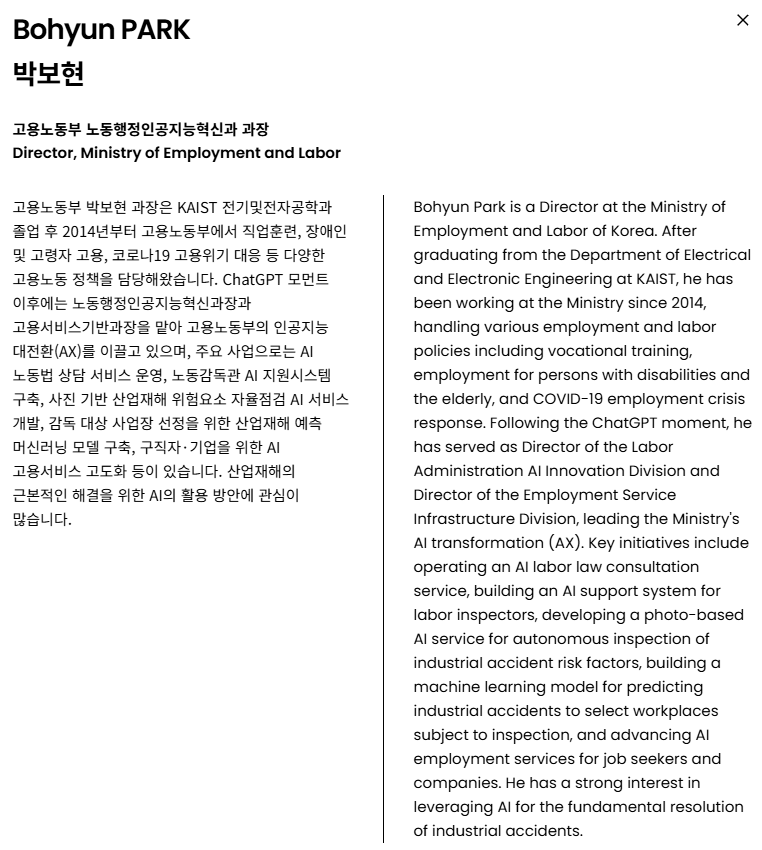 Bohyun PARK
박보현
고용노동부 노동행정인공지능혁신과 과장
Director, Ministry of Employment and Labor
고용노동부 박보현 과장은 KAIST 전기및전자공학과
졸업 후 2014년부터 고용노동부에서 직업훈련, 장애인
및 고령자 고용, 코로나19 고용위기 대응 등 다양한
고용노동 정책을 담당해왔습니다. ChatGPT 모먼트
이후에는 노동행정인공지능혁신과장과
고용서비스기반과장을 맡아 고용노동부의 인공지능
대전환(AX)를 이끌고 있으며, 주요 사업으로는 AI
노동법 상담 서비스 운영, 노동감독관 AI 지원시스템
구축, 사진 기반 산업재해 위험요소 자율점검 AI 서비스
개발, 감독 대상 사업장 선정을 위한 산업재해 예측
머신러닝 모델 구축, 구직자·기업을 위한 AI
고용서비스 고도화 등이 있습니다. 산업재해의
근본적인 해결을 위한 AI의 활용 방안에 관심이
많습니다.
Bohyun Park is a Director at the Ministry of
Employment and Labor of Korea. After
graduating from the Department of Electrical
and Electronic Engineering at KAIST, he has
been working at the Ministry since 2014,
handling various employment and labor
policies including vocational training,
employment for persons with disabilities and
the elderly, and COVID-19 employment crisis
response. Following the ChatGPT moment, he
has served as Director of the Labor
Administration AI Innovation Division and
Director of the Employment Service
Infrastructure Division, leading the Ministry's
AI transformation (AX). Key initiatives include
operating an AI labor law consultation
service, building an AI support system for
labor inspectors, developing a photo-based
AI service for autonomous inspection of
industrial accident risk factors, building a
machine learning model for predicting
industrial accidents to select workplaces
subject to inspection, and advancing AI
employment services for job seekers and
companies. He has a strong interest in
leveraging AI for the fundamental resolution
of industrial accidents.